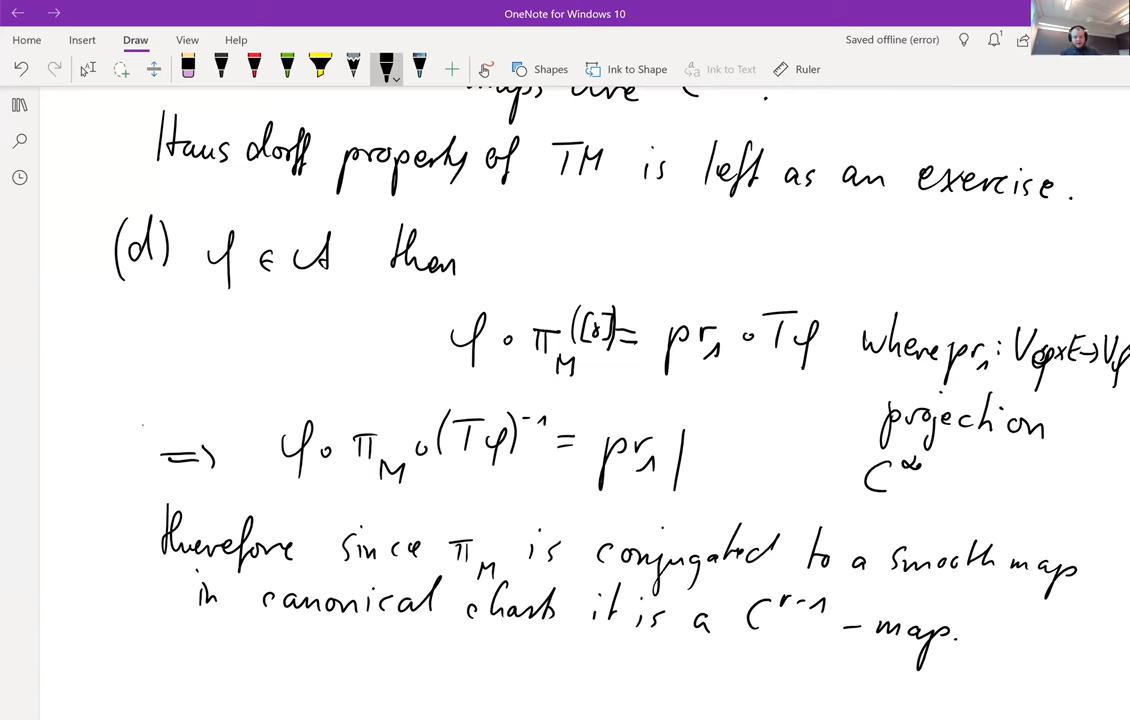 OneNote for Windows 10
Home Insert Draw View Help
Saved offline (error)
Shapes Ink to Shape Ink to Text Ruler
maps are C .
Hausdorff property of TM is left as an exercise.
(d) φ ∈ A then
φ ∘ π_M([γ]) = pr_1 ∘ Tφ where pr_1 : V_φ×E→V_φ
projection
C^∞
=> φ ∘ π_M ∘ (Tφ)^-1 = pr_1 |
therefore since π_M is conjugated to a smooth map
in canonical charts it is a C^r-1 - map.